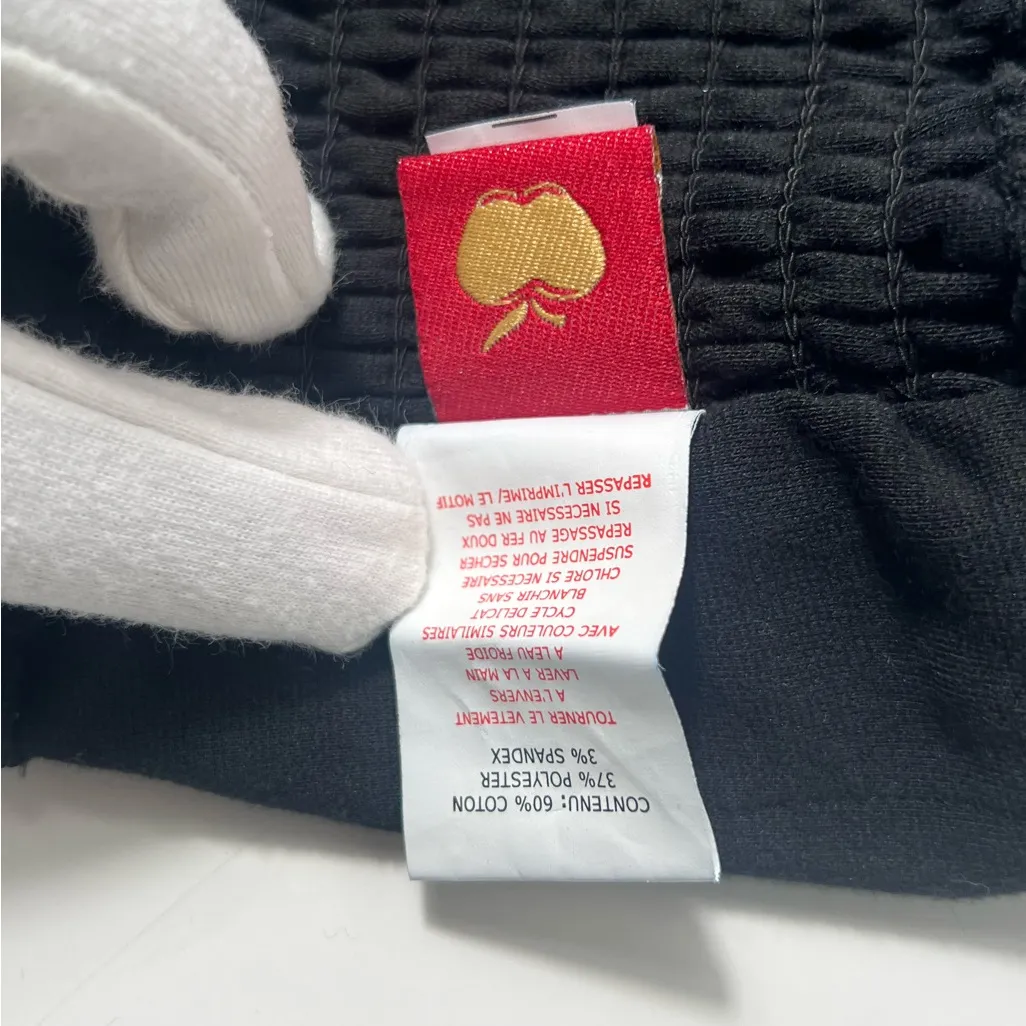 CONTENU: 60% COTON
37% POLYESTER
3% SPANDEX
TOURNER LE VETEMENT
A L'ENVERS
LAVER A LA MAIN
A LEAU FROIDE
AVEC COULEURS SIMILAIRES
CYCLE DELICAT
BLANCHIR SANS
CHLORE SI NECESSAIRE
SUSPENDRE POUR SECHER
REPASSAGE AU FER DOUX
SI NECESSAIRE NE PAS
REPASSER L'IMPRIME/ LE MOTIF